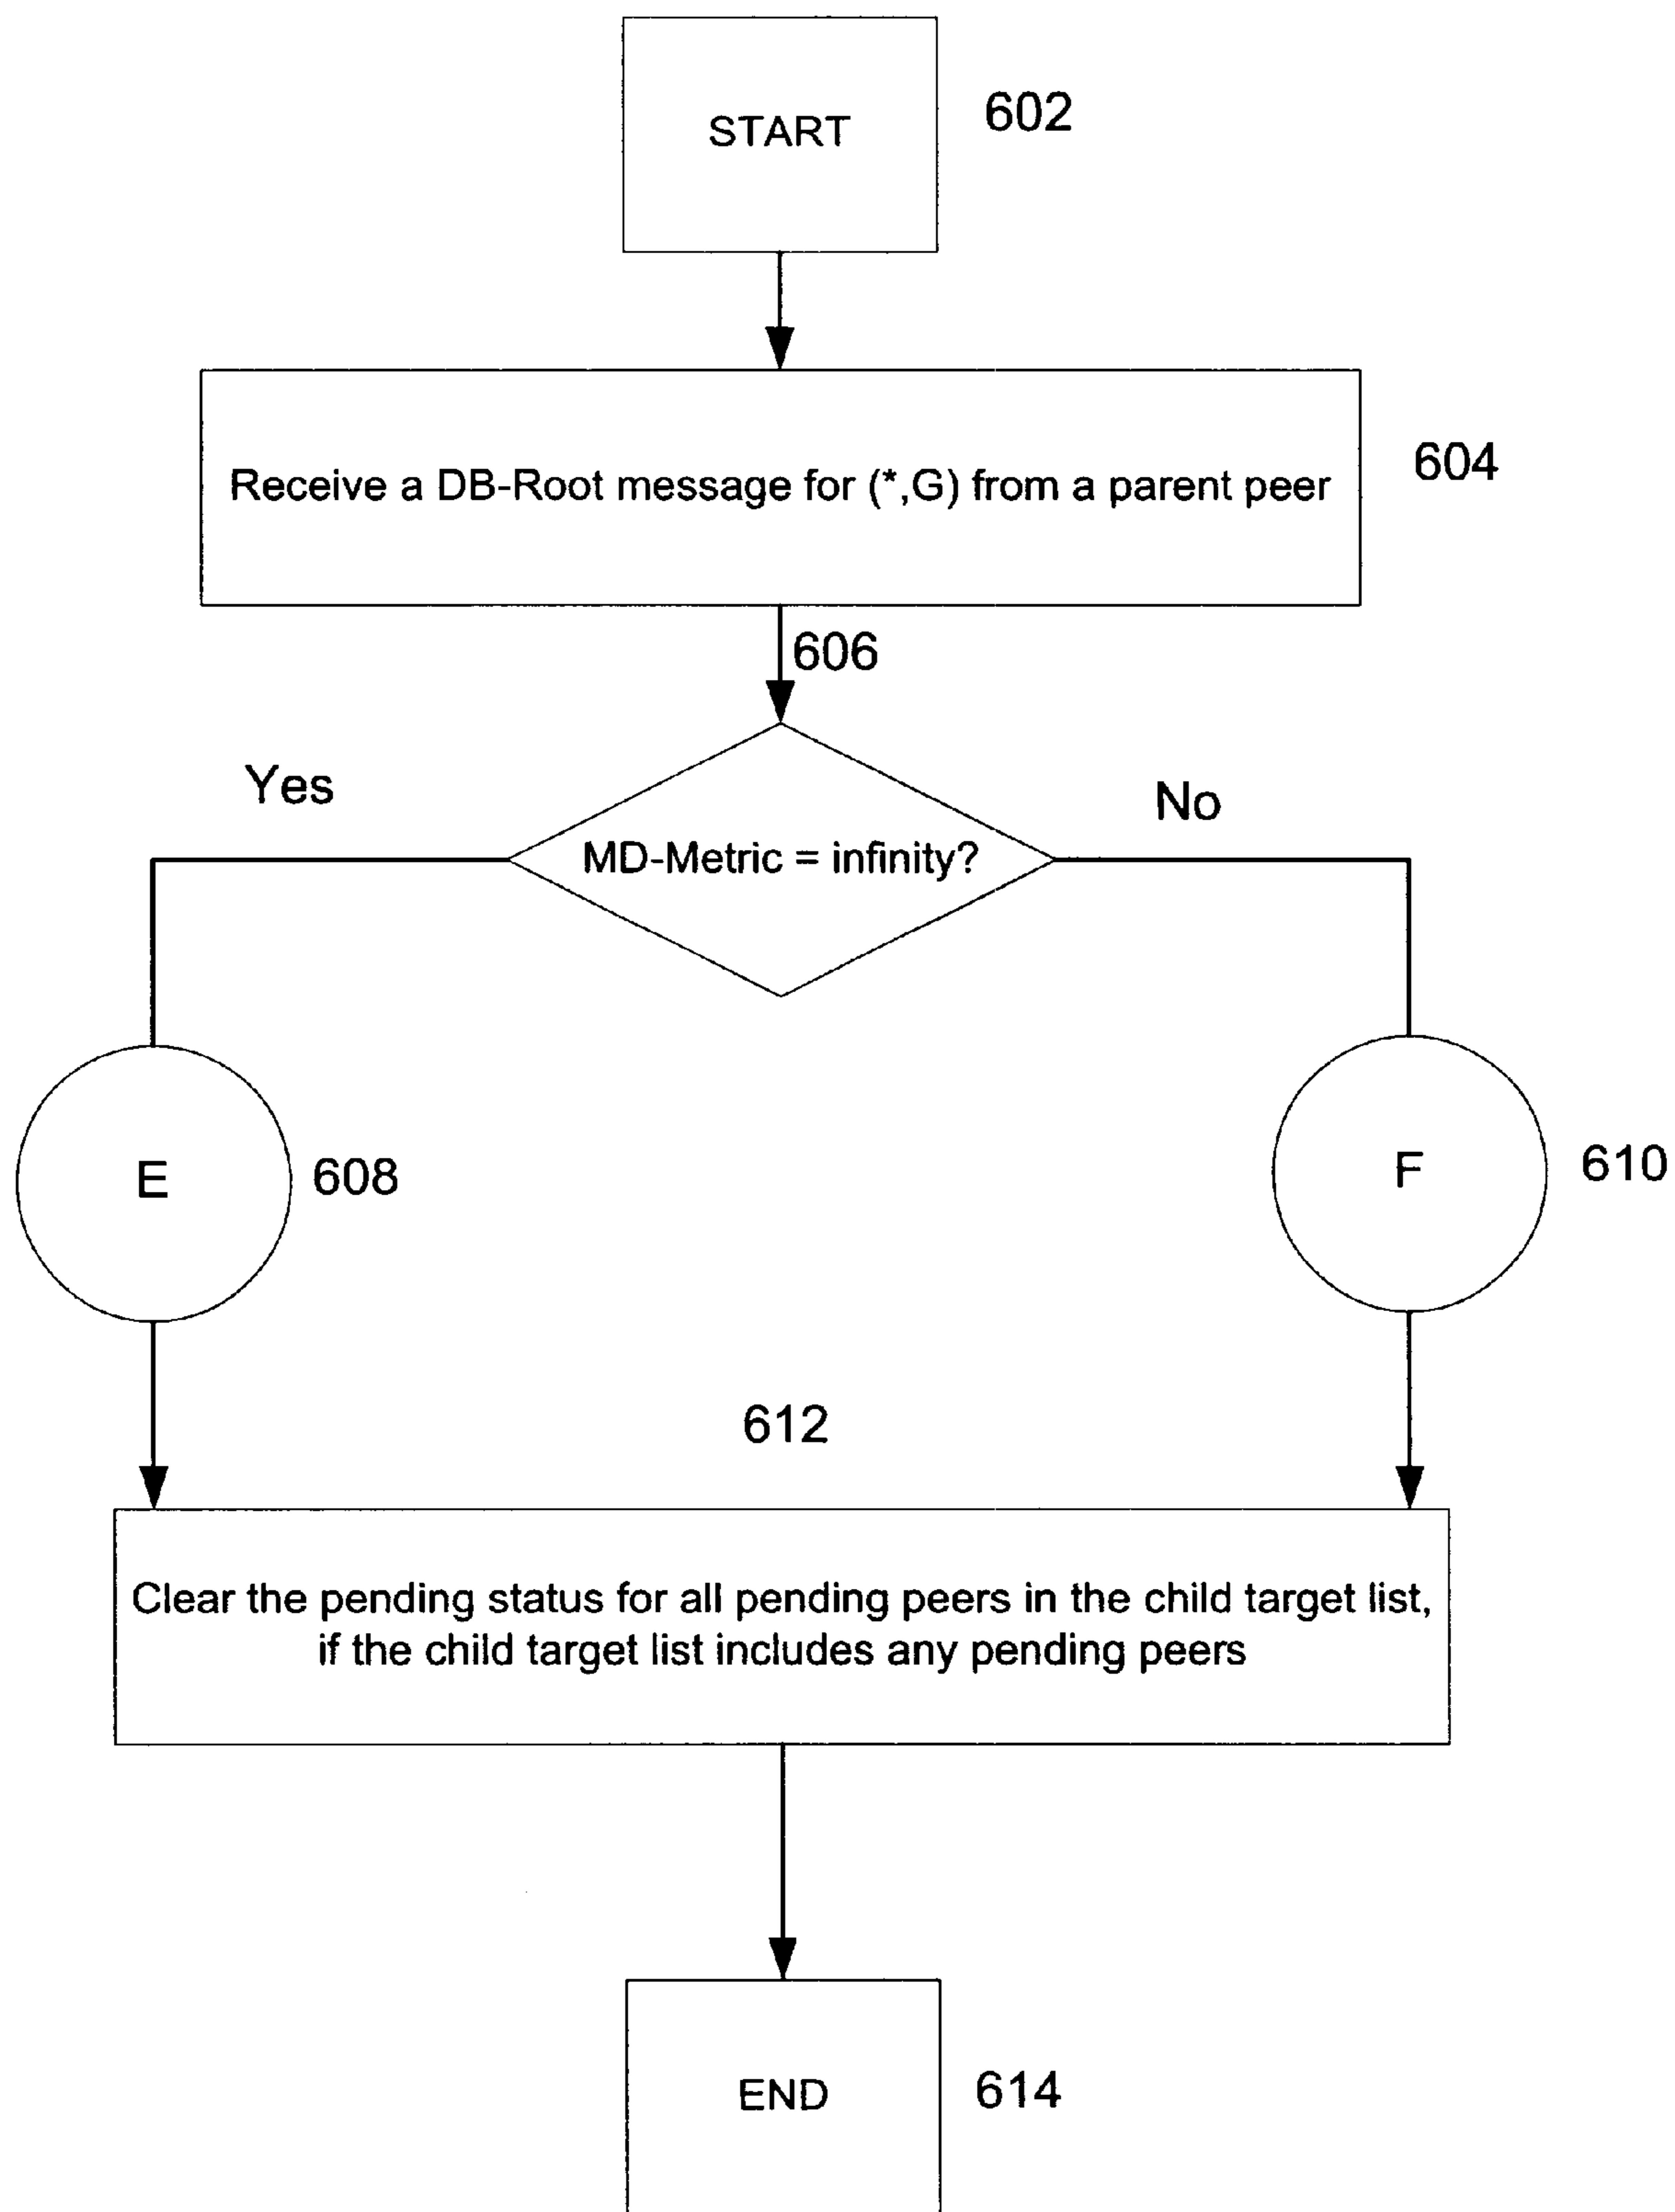 START
602
Receive a DB-Root message for (*,G) from a parent peer
604
606
Yes
No
MD-Metric = infinity?
E
608
F
610
612
Clear the pending status for all pending peers in the child target list,
if the child target list includes any pending peers
END
614